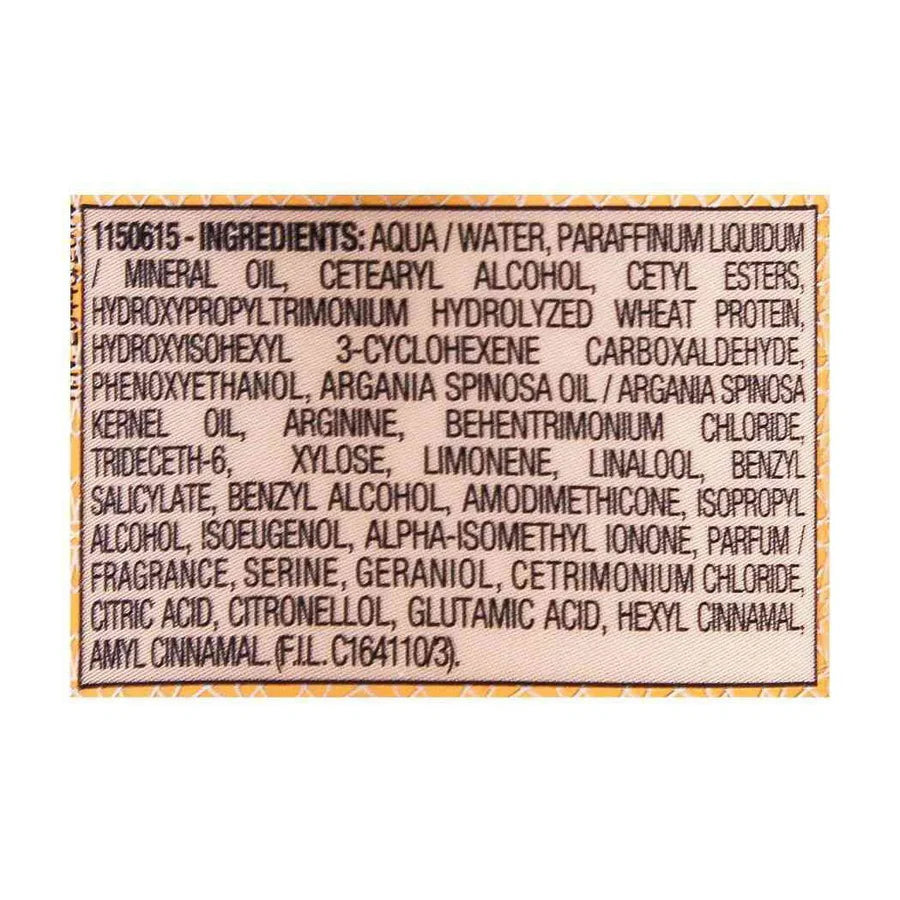 1150615 - INGREDIENTS: AQUA / WATER, PARAFFINUM LIQUIDUM
/ MINERAL OIL, CETEARYL ALCOHOL, CETYL ESTERS,
HYDROXYPROPYLTRIMONIUM HYDROLYZED WHEAT PROTEIN,
HYDROXYISOHEXYL 3-CYCLOHEXENE CARBOXALDEHYDE,
PHENOXYETHANOL, ARGANIA SPINOSA OIL / ARGANIA SPINOSA
KERNEL OIL, ARGININE, BEHENTRIMONIUM CHLORIDE,
TRIDECETH-6, XYLOSE, LIMONENE, LINALOOL, BENZYL
SALICYLATE, BENZYL ALCOHOL, AMODIMETHICONE, ISOPROPYL
ALCOHOL, ISOEUGENOL, ALPHA-ISOMETHYL IONONE, PARFUM /
FRAGRANCE, SERINE, GERANIOL, CETRIMONIUM CHLORIDE,
CITRIC ACID, CITRONELLOL, GLUTAMIC ACID, HEXYL CINNAMAL,
AMYL CINNAMAL. (F.I.L. C164110/3).